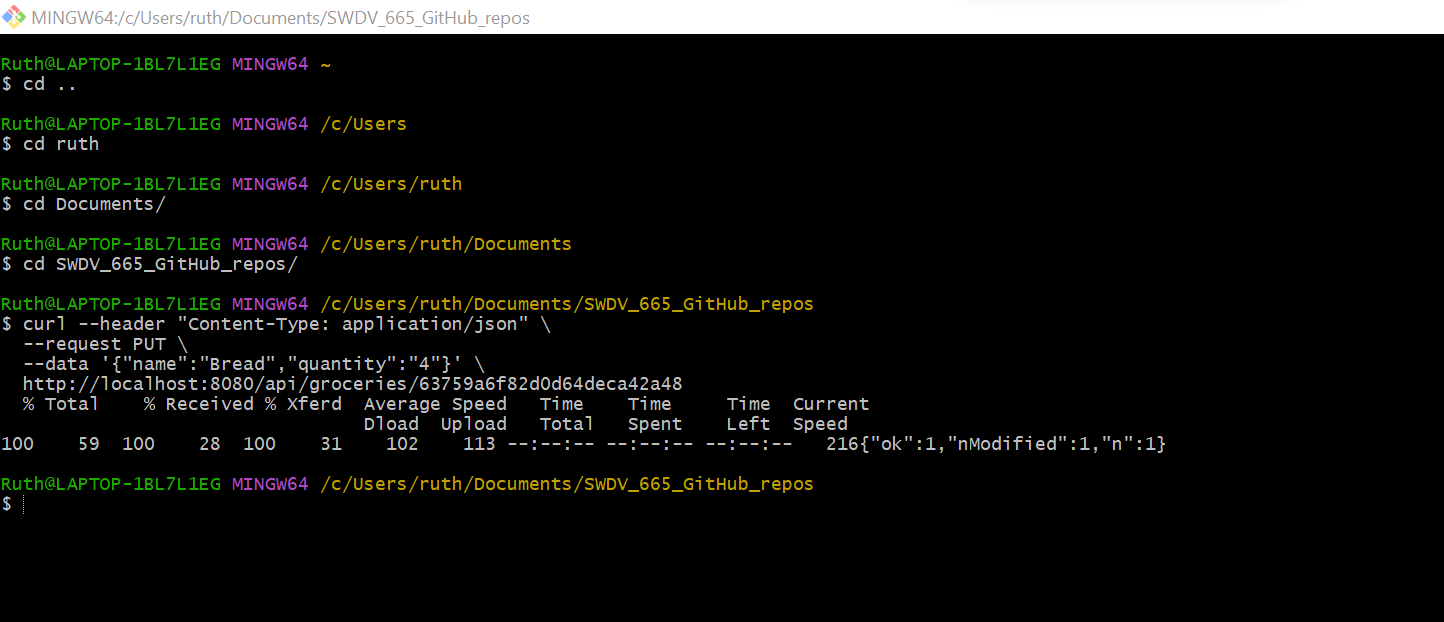 MINGW64:/c/Users/ruth/Documents/SWDV_665_GitHub_repos
Ruth@LAPTOP-1BL7L1EG MINGW64 ~
$ cd ..
Ruth@LAPTOP-1BL7L1EG MINGW64 /c/Users
$ cd ruth
Ruth@LAPTOP-1BL7L1EG MINGW64 /c/Users/ruth
$ cd Documents/
Ruth@LAPTOP-1BL7L1EG MINGW64 /c/Users/ruth/Documents
$ cd SWDV_665_GitHub_repos/
Ruth@LAPTOP-1BL7L1EG MINGW64 /c/Users/ruth/Documents/SWDV_665_GitHub_repos
$ curl --header "Content-Type: application/json" \
  --request PUT \
  --data '{"name":"Bread","quantity":"4"}' \
  http://localhost:8080/api/groceries/63759a6f82d0d64deca42a48
  % Total    % Received % Xferd  Average Speed   Time    Time     Time  Current
                                 Dload  Upload   Total   Spent    Left  Speed
100    59  100    28  100    31    102    113 --:--:-- --:--:-- --:--:--   216{"ok":1,"nModified":1,"n":1}
Ruth@LAPTOP-1BL7L1EG MINGW64 /c/Users/ruth/Documents/SWDV_665_GitHub_repos
$